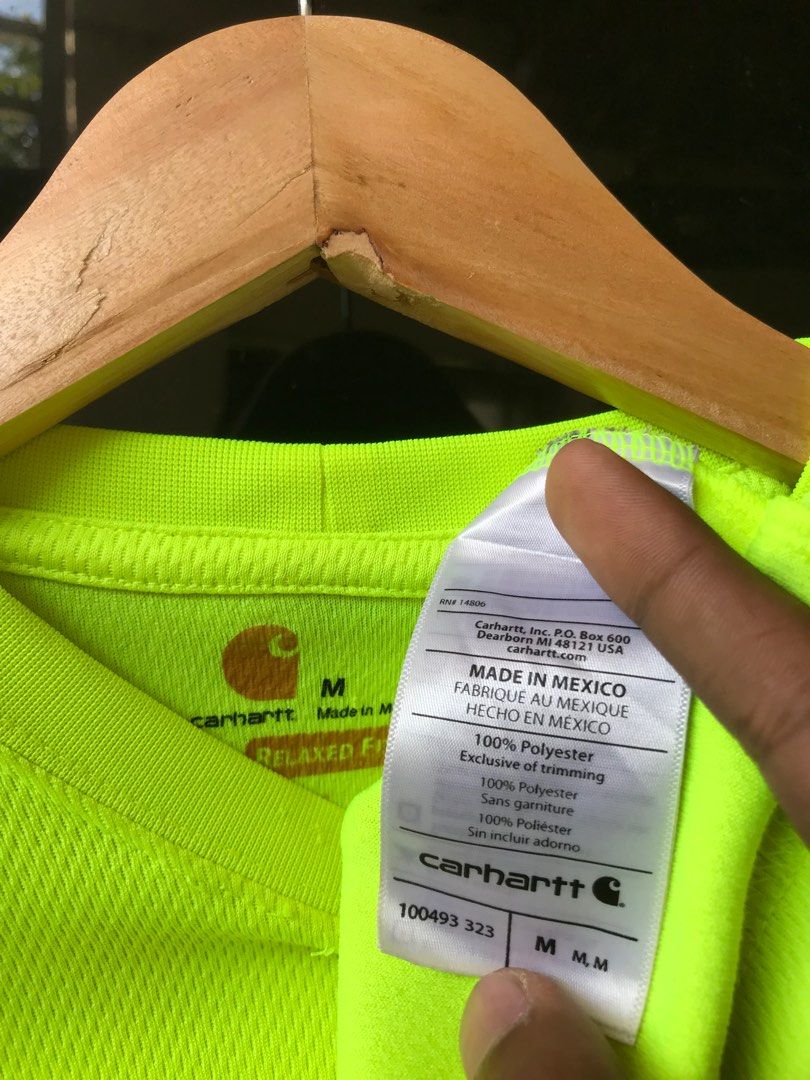 carhartt
M
Made in M
RELAXED F
RN# 14806
Carhartt, Inc. P.O. Box 600
Dearborn MI 48121 USA
carhartt.com
MADE IN MEXICO
FABRIQUÉ AU MEXIQUE
HECHO EN MÉXICO
100% Polyester
Exclusive of trimming
100% Polyester
Sans garniture
100% Poliéster
Sin incluir adorno
carhartt
100493 323
M M, M